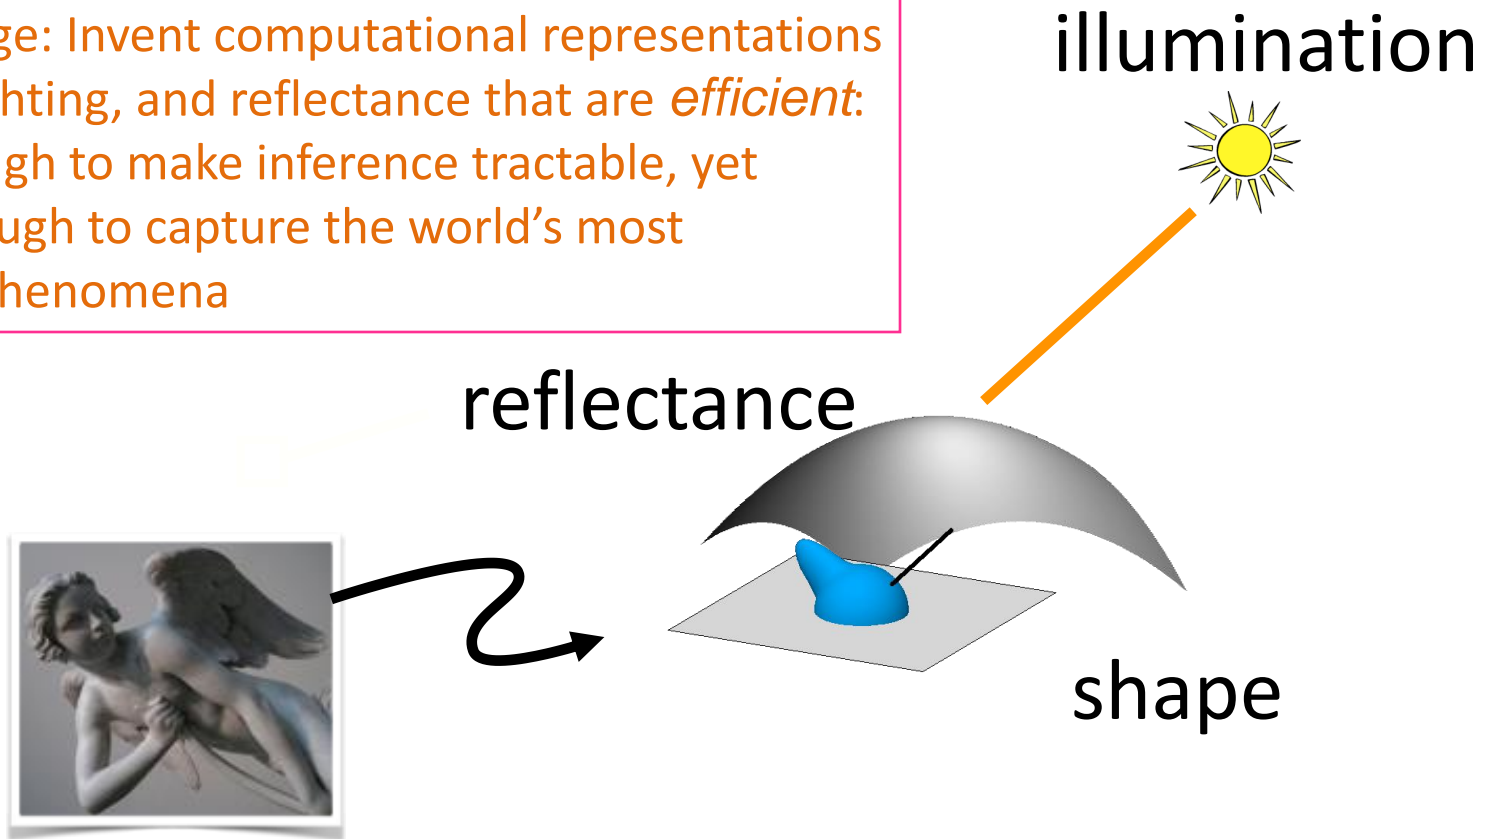 ge: Invent computational representations
hting, and reflectance that are efficient:
gh to make inference tractable, yet
ugh to capture the world's most
henomena
illumination
reflectance
shape